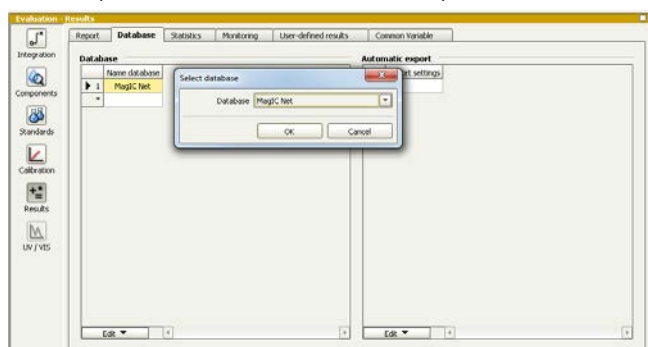 Evaluation - Results
Report Database Statistics Monitoring User-defined results Common Variable
Integration
Components
Standards
Calibration
Results
UV / VIS
Database
Name database
1 MagIC Net
*
Edit
Automatic export
rt settings
Edit
Select database
Database MagIC Net
OK Cancel